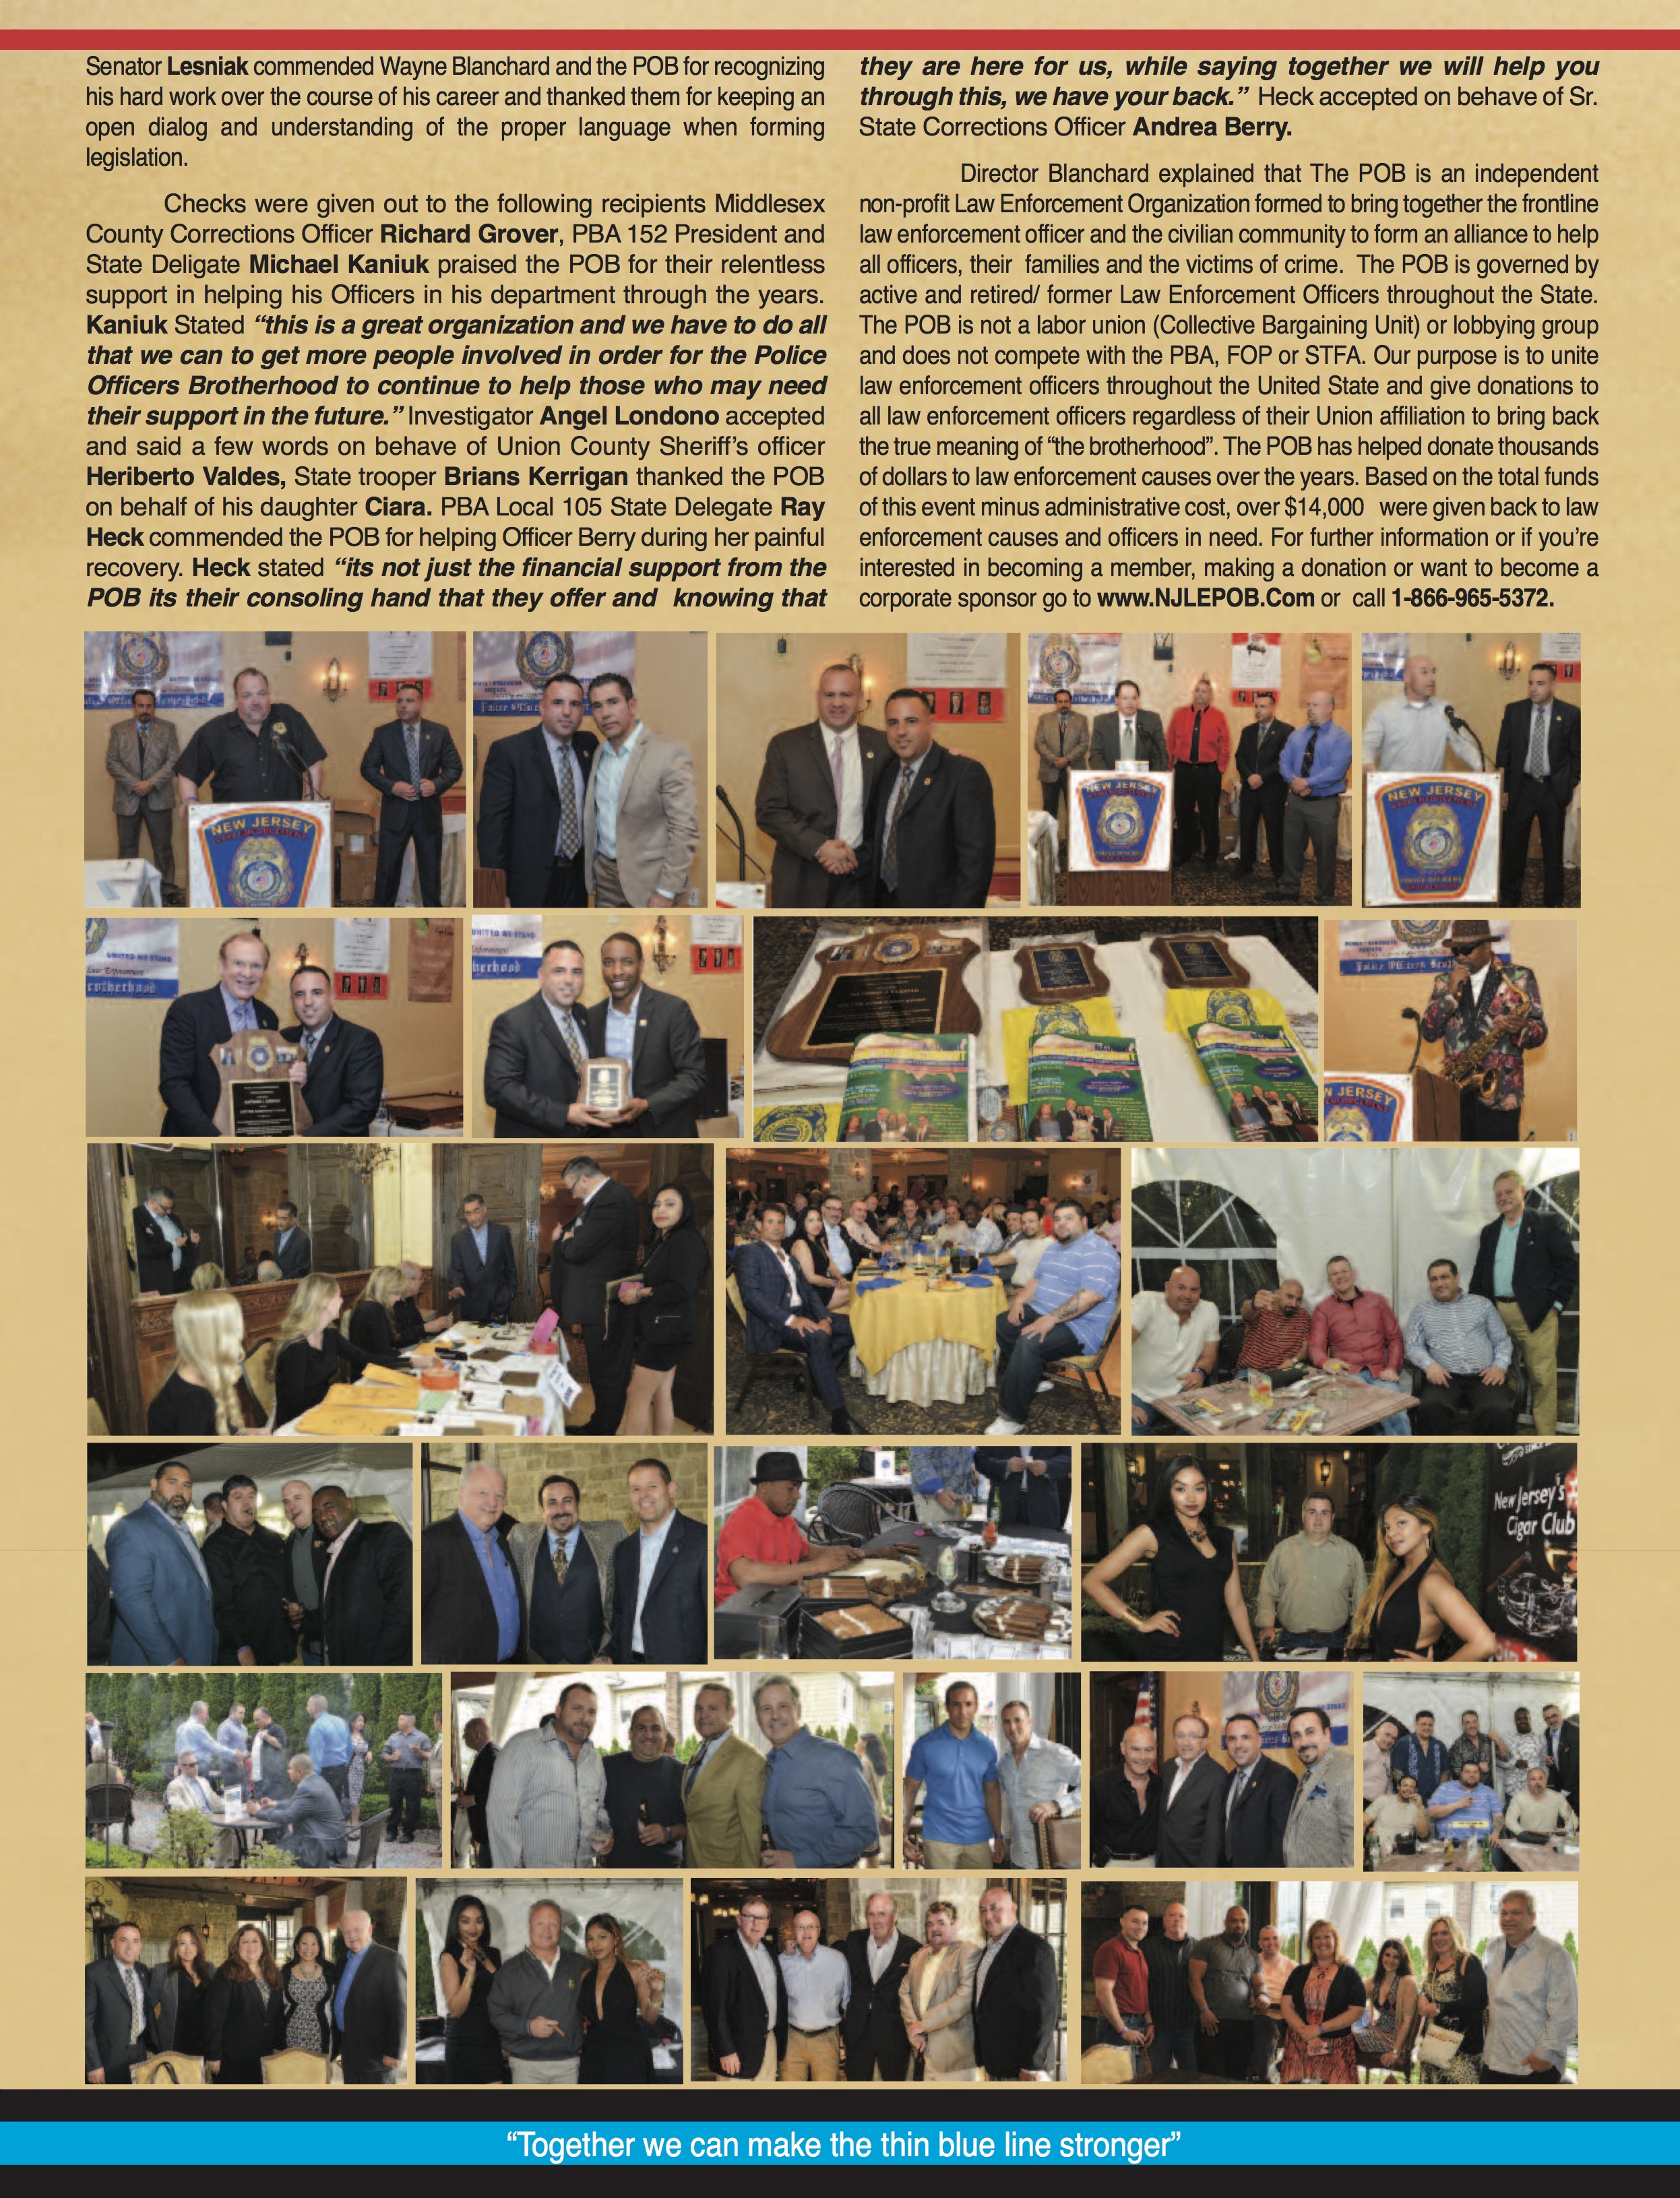 Senator Lesniak commended Wayne Blanchard and the POB for recognizing
his hard work over the course of his career and thanked them for keeping an
open dialog and understanding of the proper language when forming
legislation.
Checks were given out to the following recipients Middlesex
County Corrections Officer Richard Grover, PBA 152 President and
State Deligate Michael Kaniuk praised the POB for their relentless
support in helping his Officers in his department through the years.
Kaniuk Stated “this is a great organization and we have to do all
that we can to get more people involved in order for the Police
Officers Brotherhood to continue to help those who may need
their support in the future.” Investigator Angel Londono accepted
and said a few words on behave of Union County Sheriff’s officer
Heriberto Valdes, State trooper Brians Kerrigan thanked the POB
on behalf of his daughter Ciara. PBA Local 105 State Delegate Ray
Heck commended the POB for helping Officer Berry during her painful
recovery. Heck stated “its not just the financial support from the
POB its their consoling hand that they offer and knowing that
they are here for us, while saying together we will help you
through this, we have your back.” Heck accepted on behave of Sr.
State Corrections Officer Andrea Berry.
Director Blanchard explained that The POB is an independent
non-profit Law Enforcement Organization formed to bring together the frontline
law enforcement officer and the civilian community to form an alliance to help
all officers, their families and the victims of crime. The POB is governed by
active and retired/ former Law Enforcement Officers throughout the State.
The POB is not a labor union (Collective Bargaining Unit) or lobbying group
and does not compete with the PBA, FOP or STFA. Our purpose is to unite
law enforcement officers throughout the United State and give donations to
all law enforcement officers regardless of their Union affiliation to bring back
the true meaning of “the brotherhood”. The POB has helped donate thousands
of dollars to law enforcement causes over the years. Based on the total funds
of this event minus administrative cost, over $14,000 were given back to law
enforcement causes and officers in need. For further information or if you’re
interested in becoming a member, making a donation or want to become a
corporate sponsor go to www.NJLEPOB.Com or call 1-866-965-5372.
NEW JERSEY
NEW JERSEY
NEW JERSEY
UNITED WE STAND
Law Enforcement
rotherhood
UNITED WE STAND
herhood
N JERSEY
New Jersey's
Cigar Club
“Together we can make the thin blue line stronger”